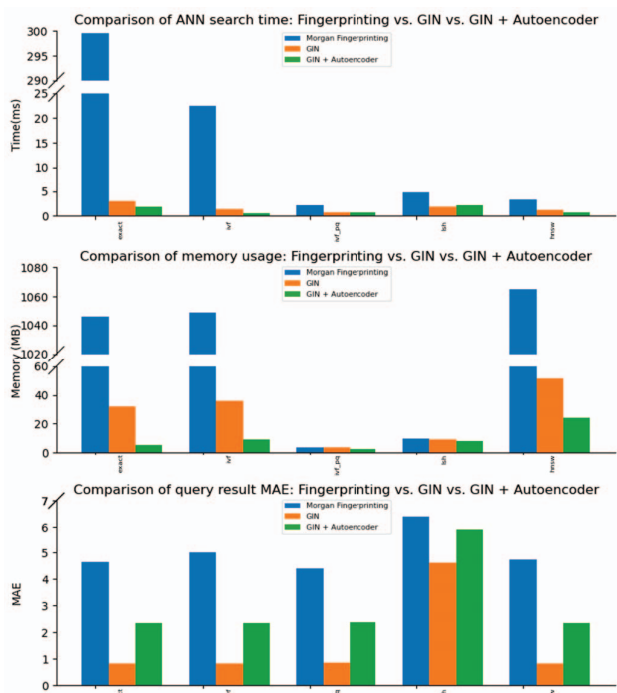 Comparison of ANN search time: Fingerprinting vs. GIN vs. GIN + Autoencoder
300
295
290
25
20
15
10
5
0
Time(ms)
Morgan Fingerprinting
GIN
GIN + Autoencoder
exact
ivf
ivf_pq
lsh
hnsw
Comparison of memory usage: Fingerprinting vs. GIN vs. GIN + Autoencoder
1080
1060
1040
1020
60
40
20
0
Memory (MB)
Morgan Fingerprinting
GIN
GIN + Autoencoder
exact
ivf
ivf_pq
lsh
hnsw
Comparison of query result MAE: Fingerprinting vs. GIN vs. GIN + Autoencoder
7
6
5
4
3
2
1
0
MAE
Morgan Fingerprinting
GIN
GIN + Autoencoder